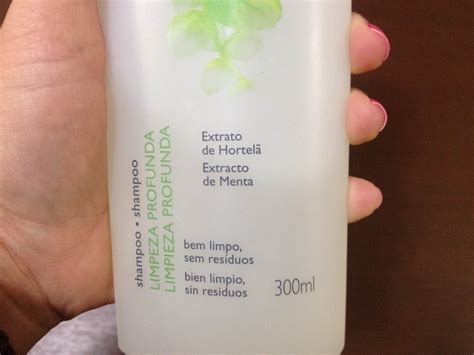 shampoo • shampoo
LIMPEZA PROFUNDA
LIMPIEZA PROFUNDA
Extrato
de Hortelã
Extracto
de Menta
bem limpo,
sem resíduos
bien limpio,
sin residuos
300ml